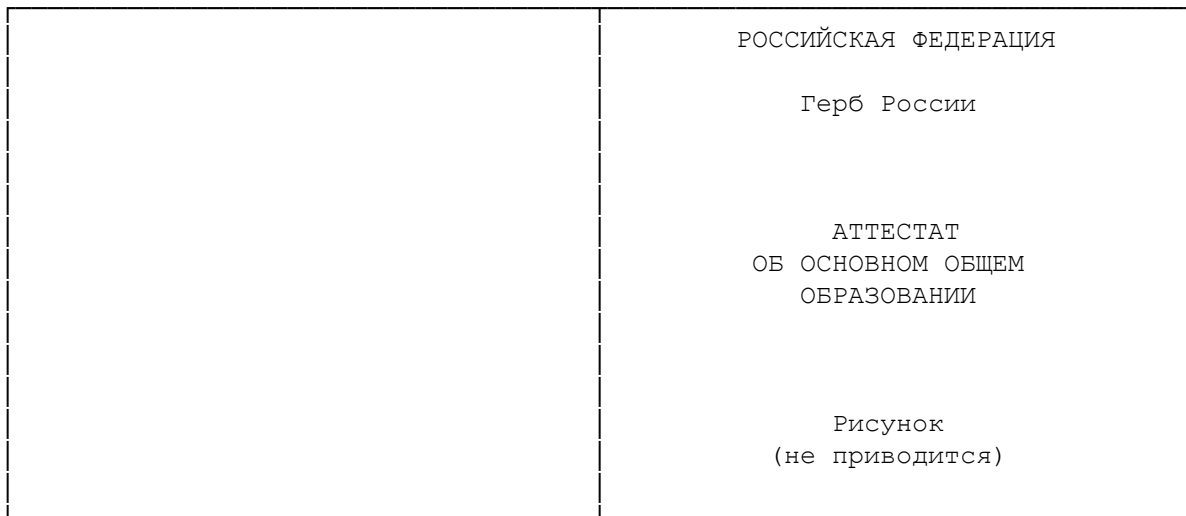 РОССИЙСКАЯ ФЕДЕРАЦИЯ
Герб России
АТТЕСТАТ
ОБ ОСНОВНОМ ОБЩЕМ
ОБРАЗОВАНИИ
Рисунок
(не приводится)